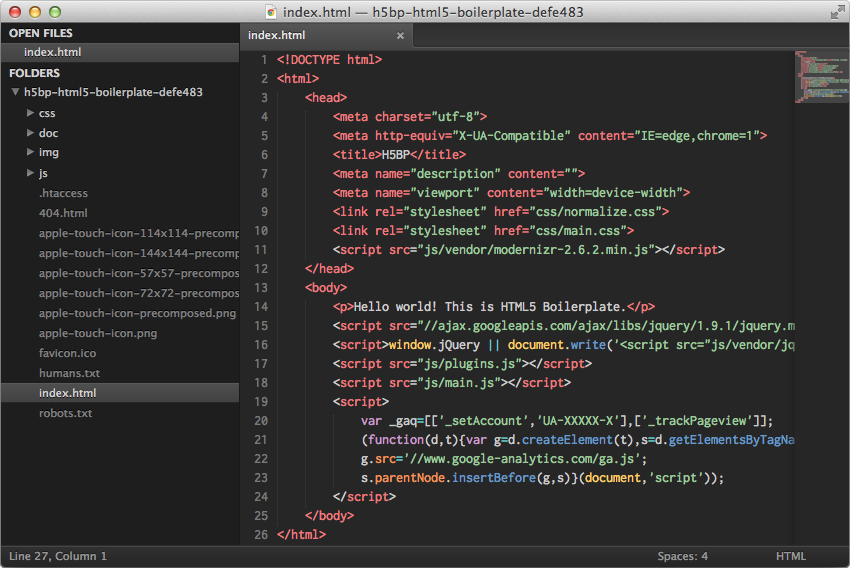 index.html — h5bp-html5-boilerplate-defe483
OPEN FILES
index.html
FOLDERS
h5bp-html5-boilerplate-defe483
css
doc
img
js
.htaccess
404.html
apple-touch-icon-114x114-precomp
apple-touch-icon-144x144-precomp
apple-touch-icon-57x57-precompos
apple-touch-icon-72x72-precompos
apple-touch-icon-precomposed.png
apple-touch-icon.png
favicon.ico
humans.txt
index.html
robots.txt
index.html ×
1 <!DOCTYPE html>
2 <html>
3 <head>
4 <meta charset="utf-8">
5 <meta http-equiv="X-UA-Compatible" content="IE=edge,chrome=1">
6 <title>H5BP</title>
7 <meta name="description" content="">
8 <meta name="viewport" content="width=device-width">
9 <link rel="stylesheet" href="css/normalize.css">
10 <link rel="stylesheet" href="css/main.css">
11 <script src="js/vendor/modernizr-2.6.2.min.js"></script>
12 </head>
13 <body>
14 <p>Hello world! This is HTML5 Boilerplate.</p>
15 <script src="//ajax.googleapis.com/ajax/libs/jquery/1.9.1/jquery.m
16 <script>window.jQuery || document.write('<script src="js/vendor/jq
17 <script src="js/plugins.js"></script>
18 <script src="js/main.js"></script>
19 <script>
20 var _gaq=[['_setAccount','UA-XXXXX-X'],['_trackPageview']];
21 (function(d,t){var g=d.createElement(t),s=d.getElementsByTagNa
22 g.src='//www.google-analytics.com/ga.js';
23 s.parentNode.insertBefore(g,s)}(document,'script'));
24 </script>
25 </body>
26 </html>
Line 27, Column 1
Spaces: 4
HTML